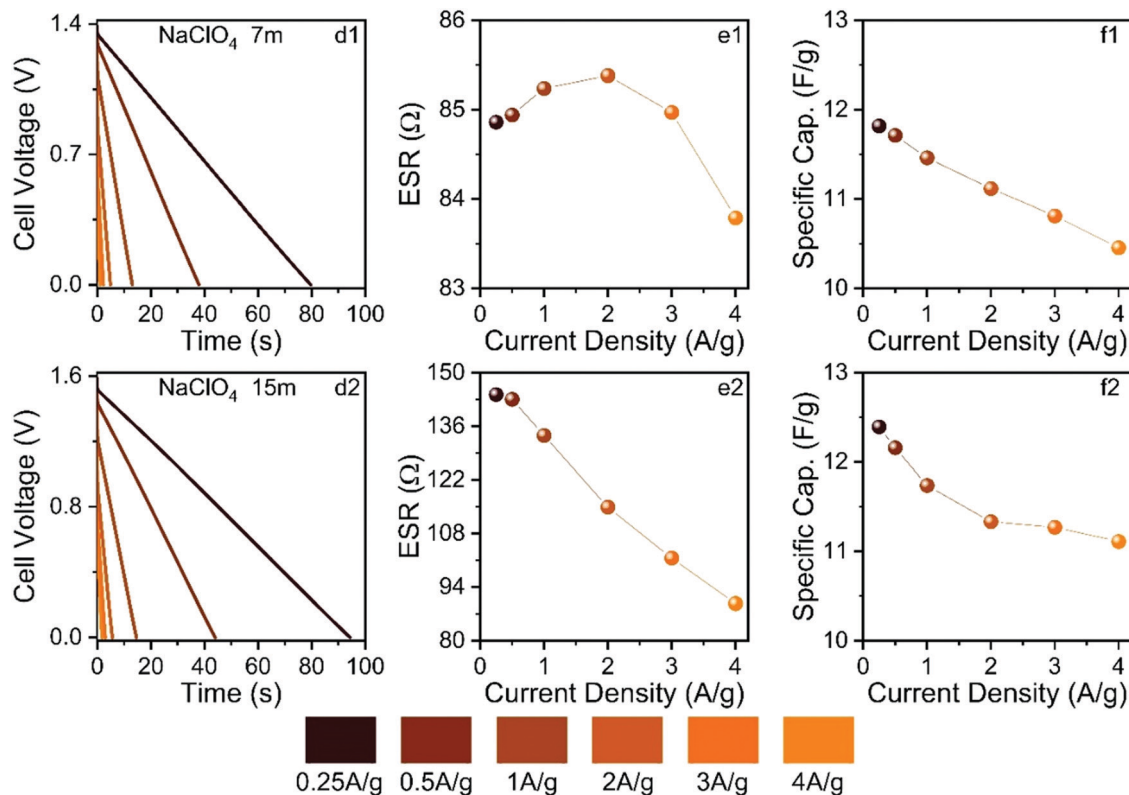 NaClO₄ 7m d1
Cell Voltage (V)
1.4
0.7
0.0
0 20 40 60 80 100
Time (s)
e1
ESR (Ω)
86
85
84
83
0 1 2 3 4
Current Density (A/g)
f1
Specific Cap. (F/g)
13
12
11
10
0 1 2 3 4
Current Density (A/g)
NaClO₄ 15m d2
Cell Voltage (V)
1.6
0.8
0.0
0 20 40 60 80 100
Time (s)
e2
ESR (Ω)
150
136
122
108
94
80
0 1 2 3 4
Current Density (A/g)
f2
Specific Cap. (F/g)
13
12
11
10
0 1 2 3 4
Current Density (A/g)
0.25A/g 0.5A/g 1A/g 2A/g 3A/g 4A/g